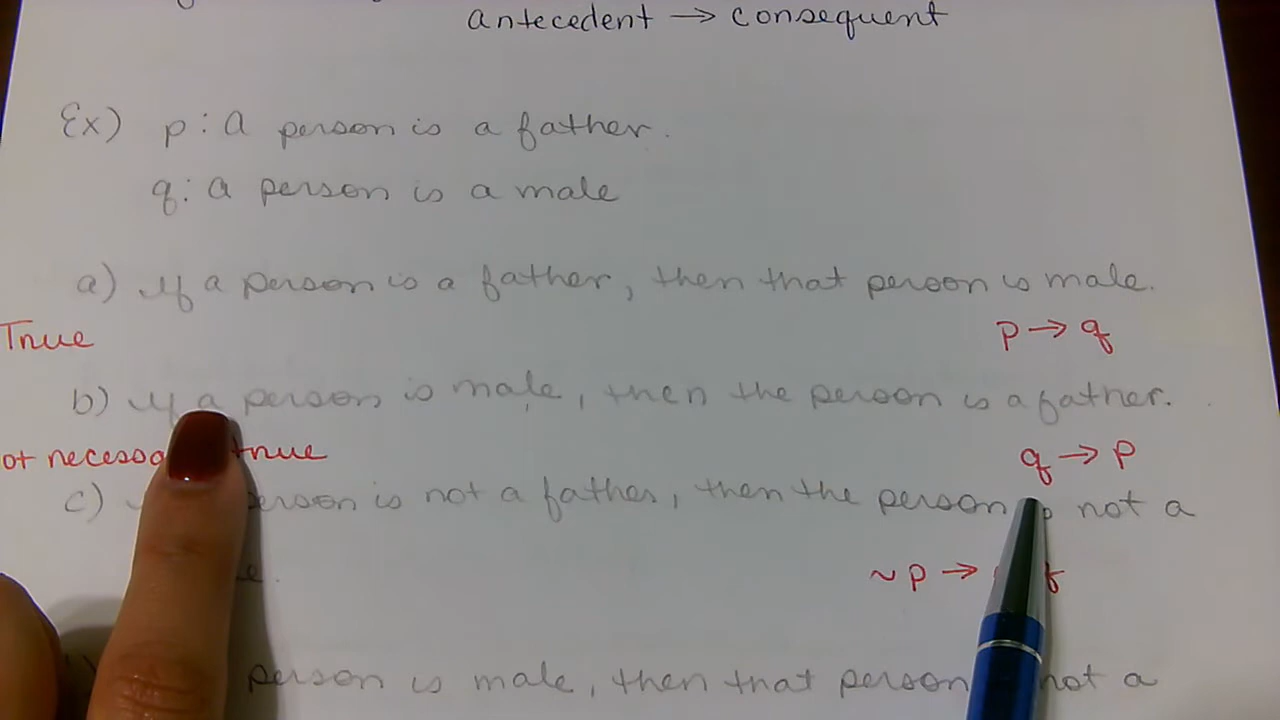 antecedent → consequent
Ex) p: a person is a father.
q: a person is a male
a) If a person is a father, then that person is male.
True
p → q
b) If a person is male, then the person is a father.
true
q → p
c) person is not a father, then the person not a
~p →
person is male, then that person not a